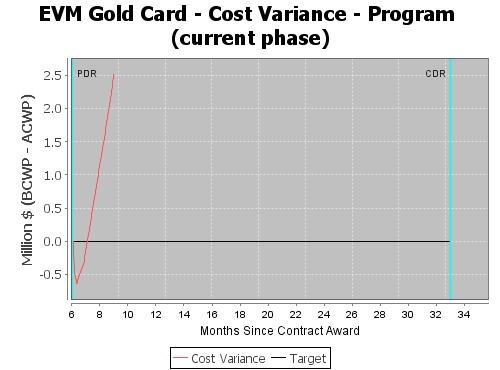 EVM Gold Card - Cost Variance - Program
(current phase)
Million $ (BCWP - ACWP)
2.5
2.0
1.5
1.0
0.5
0.0
-0.5
PDR
CDR
6 8 10 12 14 16 18 20 22 24 26 28 30 32 34
Months Since Contract Award
Cost Variance Target